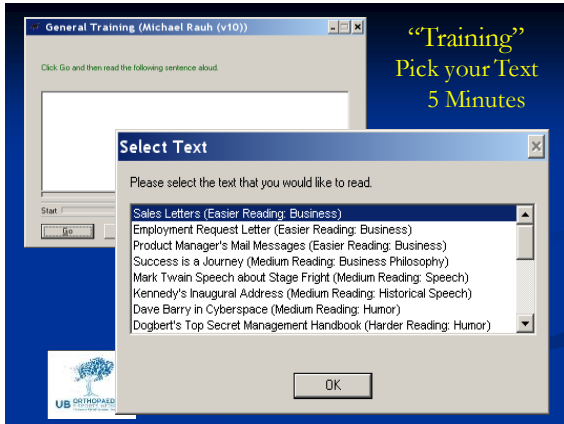 General Training (Michael Rauh (v10))
"Training"
Pick your Text
5 Minutes
Click Go and then read the following sentence aloud.
Select Text
Please select the text that you would like to read.
Sales Letters (Easier Reading: Business)
Employment Request Letter (Easier Reading: Business)
Product Manager's Mail Messages (Easier Reading: Business)
Success is a Journey (Medium Reading: Business Philosophy)
Mark Twain Speech about Stage Fright (Medium Reading: Speech)
Kennedy's Inaugural Address (Medium Reading: Historical Speech)
Dave Barry in Cyberspace (Medium Reading: Humor)
Dogbert's Top Secret Management Handbook (Harder Reading: Humor)
Start
Go
OK
UB ORTHOPAED